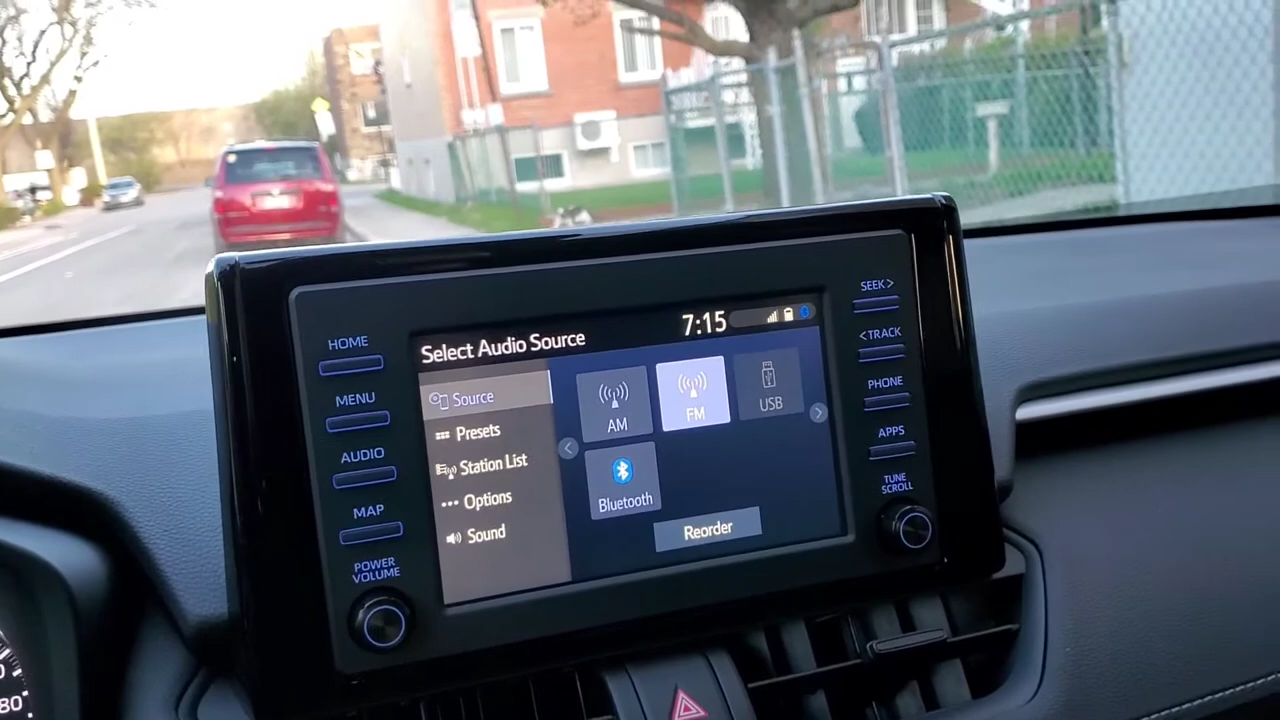 HOME
MENU
AUDIO
MAP
POWER
VOLUME
Select Audio Source
7:15
Source
Presets
Station List
Options
Sound
AM
FM
USB
Bluetooth
Reorder
SEEK>
<TRACK
PHONE
APPS
TUNE
SCROLL
80